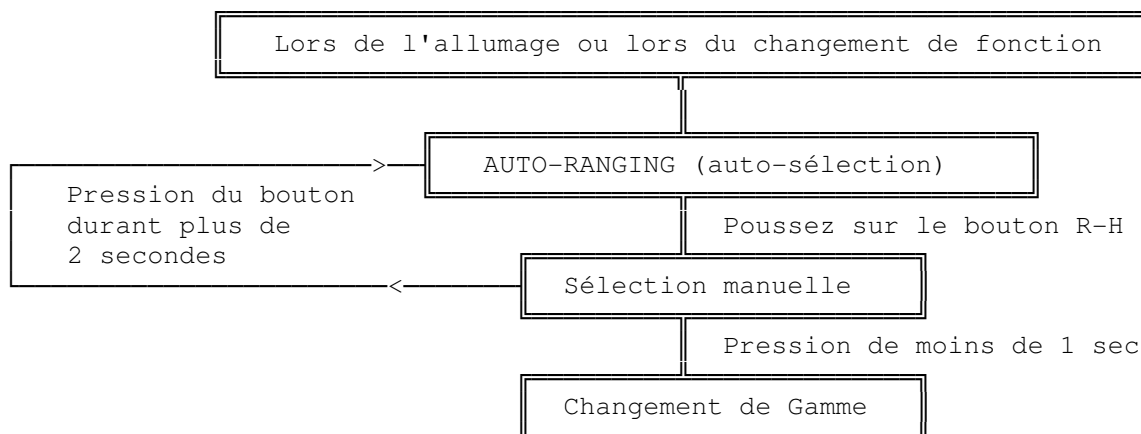 Lors de l'allumage ou lors du changement de fonction
AUTO-RANGING (auto-sélection)
Pression du bouton
durant plus de
2 secondes
Poussez sur le bouton R-H
Sélection manuelle
Pression de moins de 1 sec
Changement de Gamme